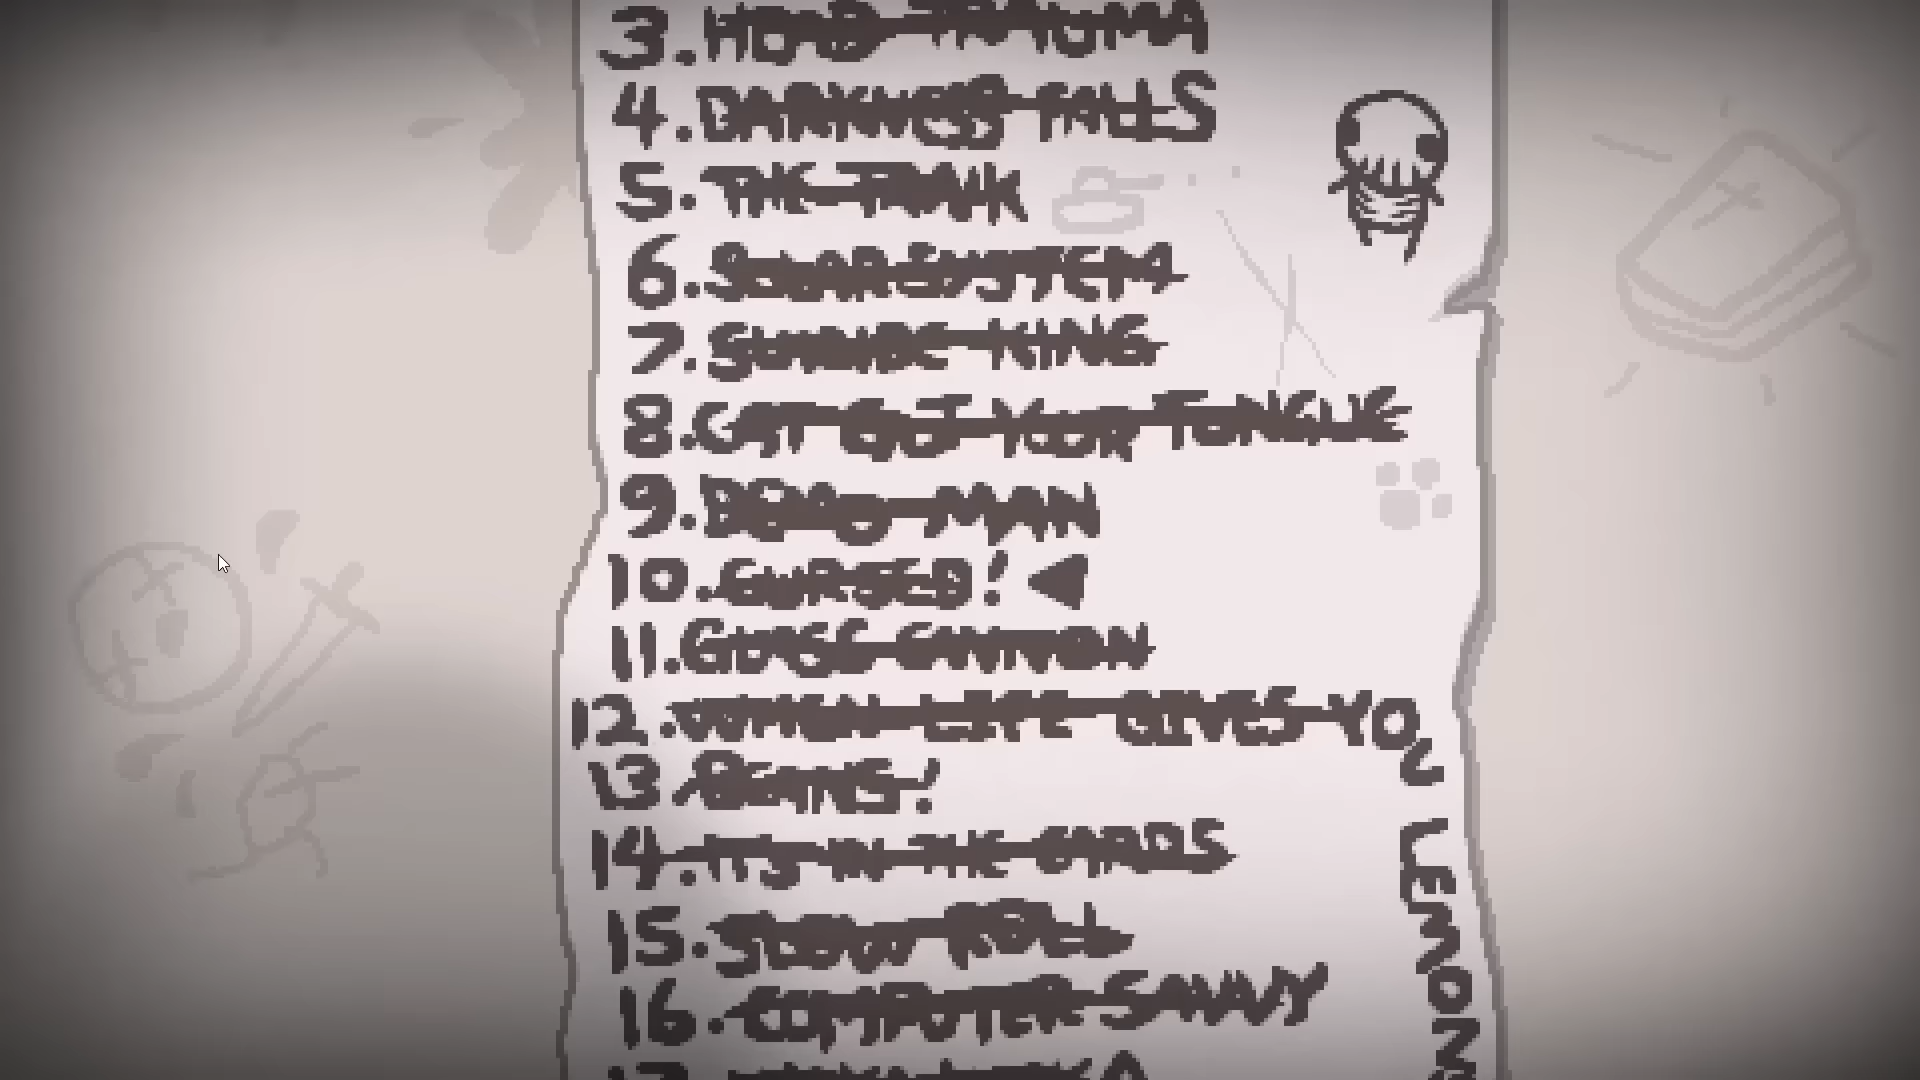 3. HEAD TRAUMA
4. DARKNESS FALLS
5. THE TANK
6. SOLAR SYSTEM
7. SUICIDE KING
8. CAT GOT YOUR TONGUE
9. DEMO MAN
10. CURSED!
11. GLASS CANNON
12. WHEN LIFE GIVES YOU LEMONS
13. BEANS!
14. IT'S IN THE CARDS
15. SLOW ROLL
16. COMPUTER SAVVY
17.